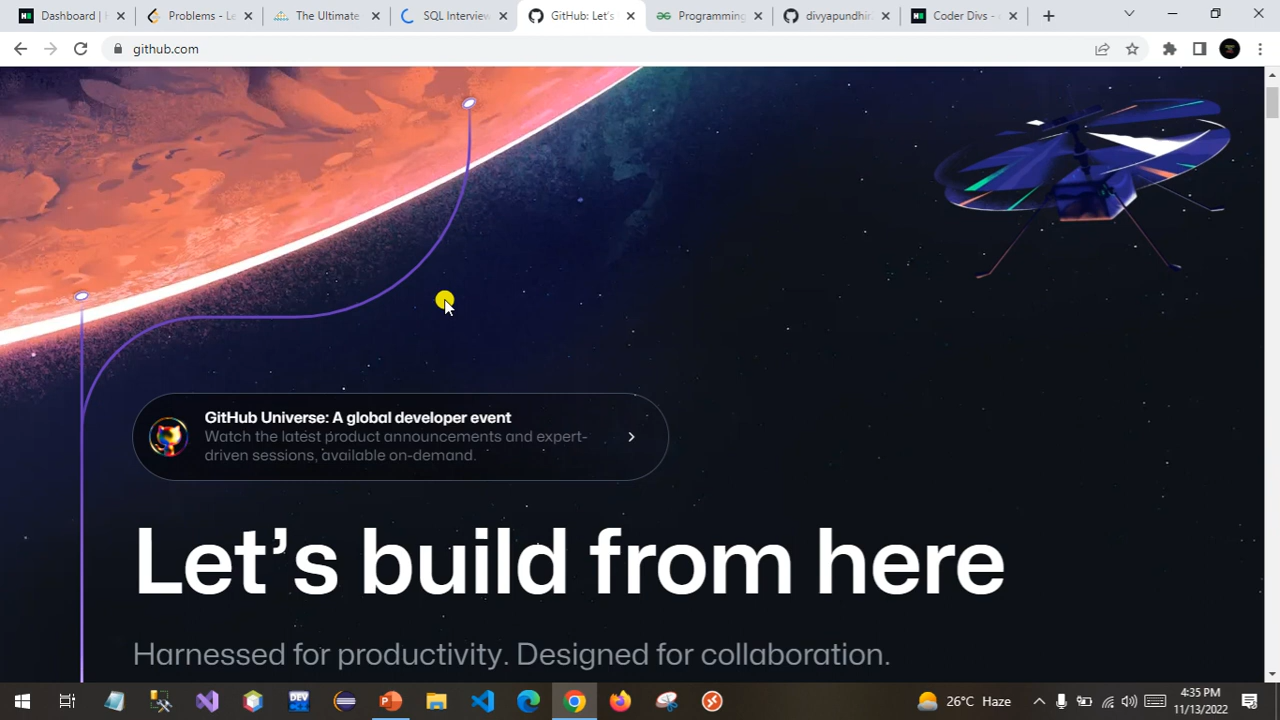 Dashboard | H
Problems - Le
The Ultimate
SQL Interview
GitHub: Let's
Programming
divyapundhir
Coder Divs -
github.com
GitHub Universe: A global developer event
Watch the latest product announcements and expert-
driven sessions, available on-demand.
Let's build from here
Harnessed for productivity. Designed for collaboration.
26°C Haze
4:35 PM
11/13/2022